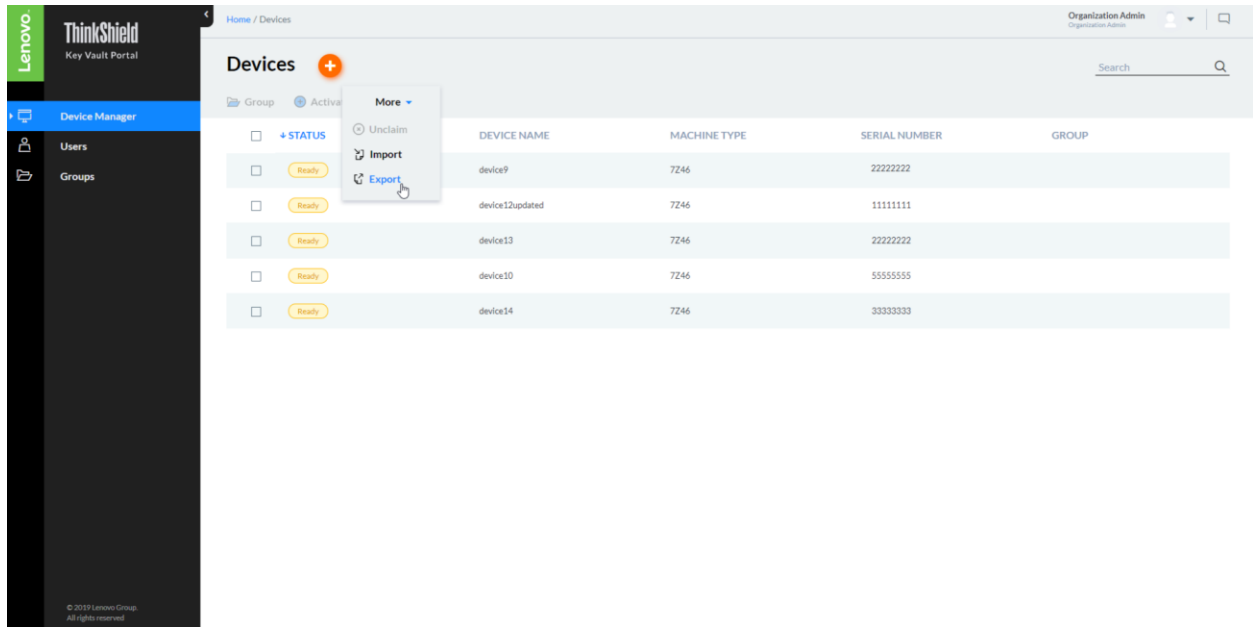 Lenovo.
ThinkShield
Key Vault Portal
Device Manager
Users
Groups
© 2019 Lenovo Group.
All rights reserved
Home / Devices
Organization Admin
Organization Admin
Devices
Search
Group
More
Unclaim
Import
Export
STATUS DEVICE NAME MACHINE TYPE SERIAL NUMBER GROUP
Ready device9 7Z46 22222222
Ready device12updated 7Z46 11111111
Ready device13 7Z46 22222222
Ready device10 7Z46 55555555
Ready device14 7Z46 33333333